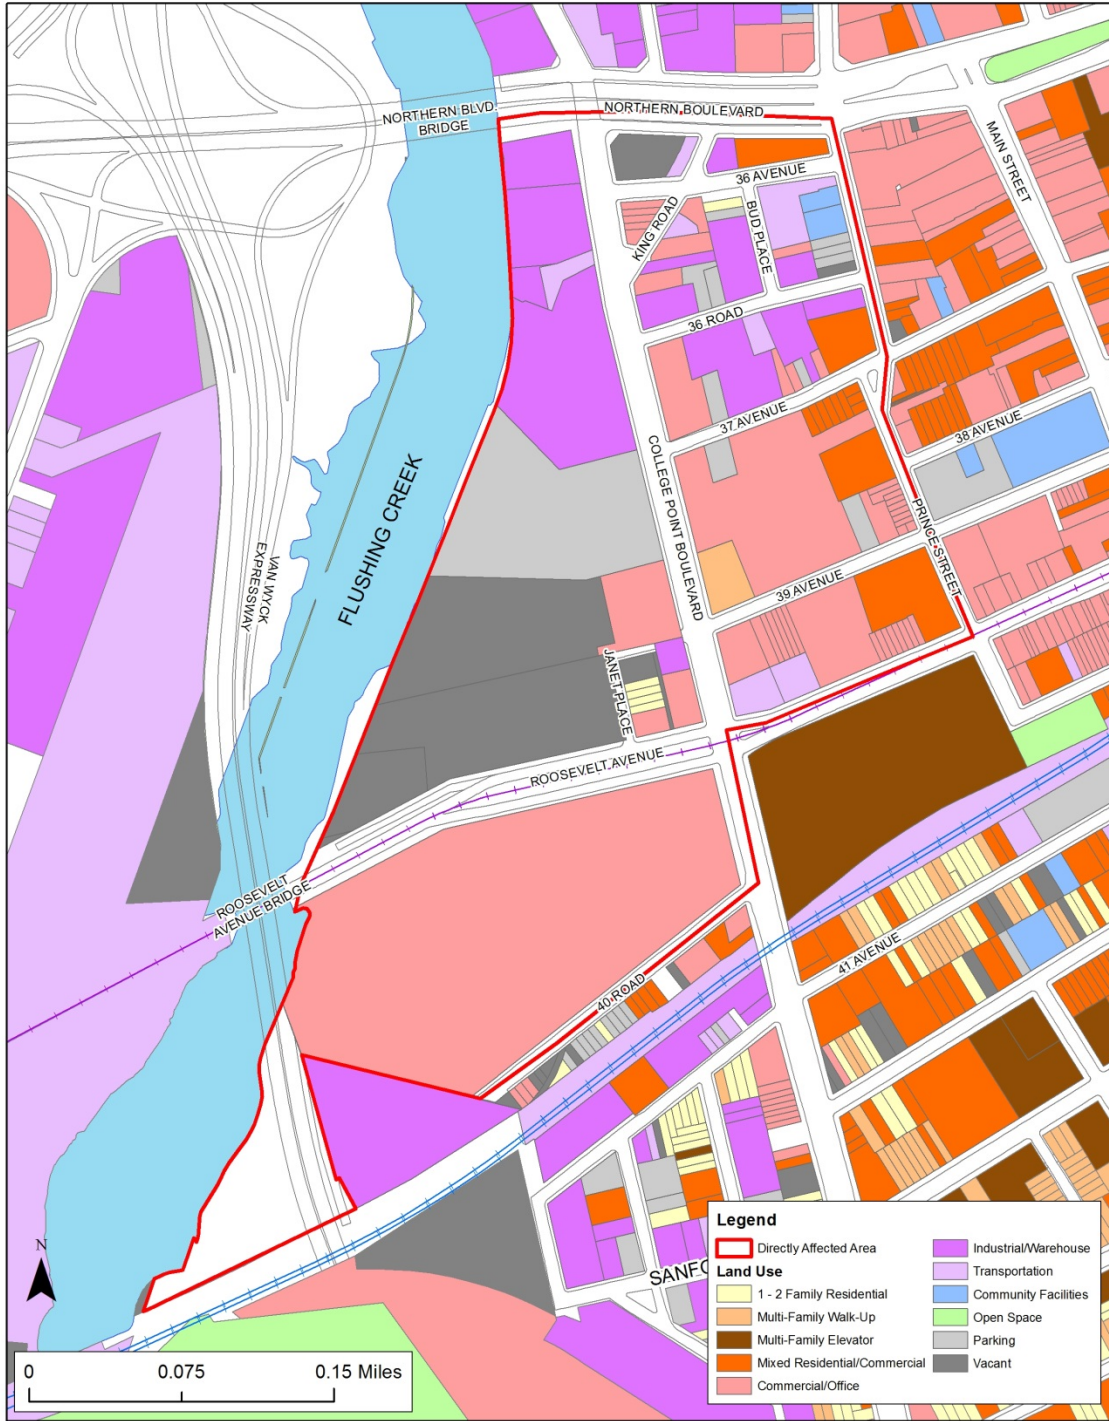 NORTHERN BLVD.
BRIDGE
NORTHERN BOULEVARD
MAIN STREET
36 AVENUE
KING ROAD
BUD PLACE
36 ROAD
37 AVENUE
38 AVENUE
COLLEGE POINT BOULEVARD
FLUSHING CREEK
VAN WYCK
EXPRESSWAY
PRINCE STREET
39 AVENUE
JANET PLACE
ROOSEVELT AVENUE
ROOSEVELT
AVENUE BRIDGE
41 AVENUE
40 ROAD
SANFO
N
0 0.075 0.15 Miles
Legend
Directly Affected Area
Land Use
1 - 2 Family Residential
Multi-Family Walk-Up
Multi-Family Elevator
Mixed Residential/Commercial
Commercial/Office
Industrial/Warehouse
Transportation
Community Facilities
Open Space
Parking
Vacant